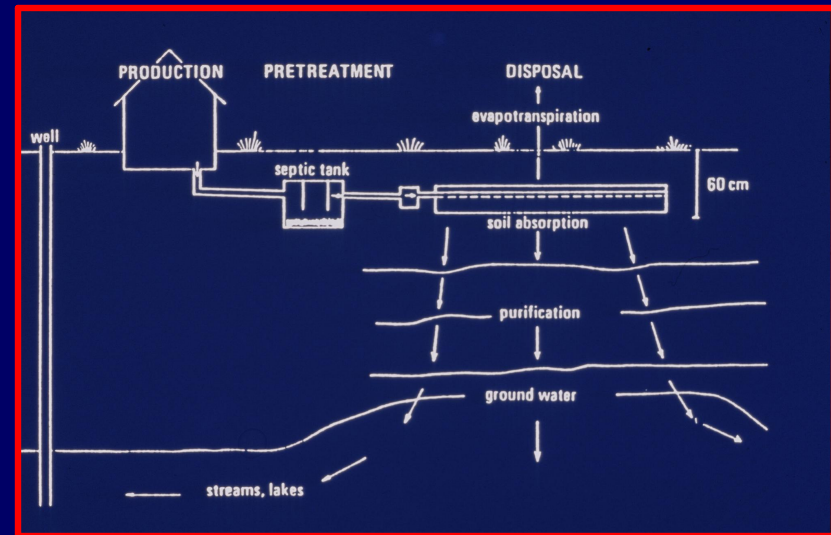 PRODUCTION PRETREATMENT DISPOSAL
evapotranspiration
well
septic tank
60 cm
soil absorption
purification
ground water
streams, lakes